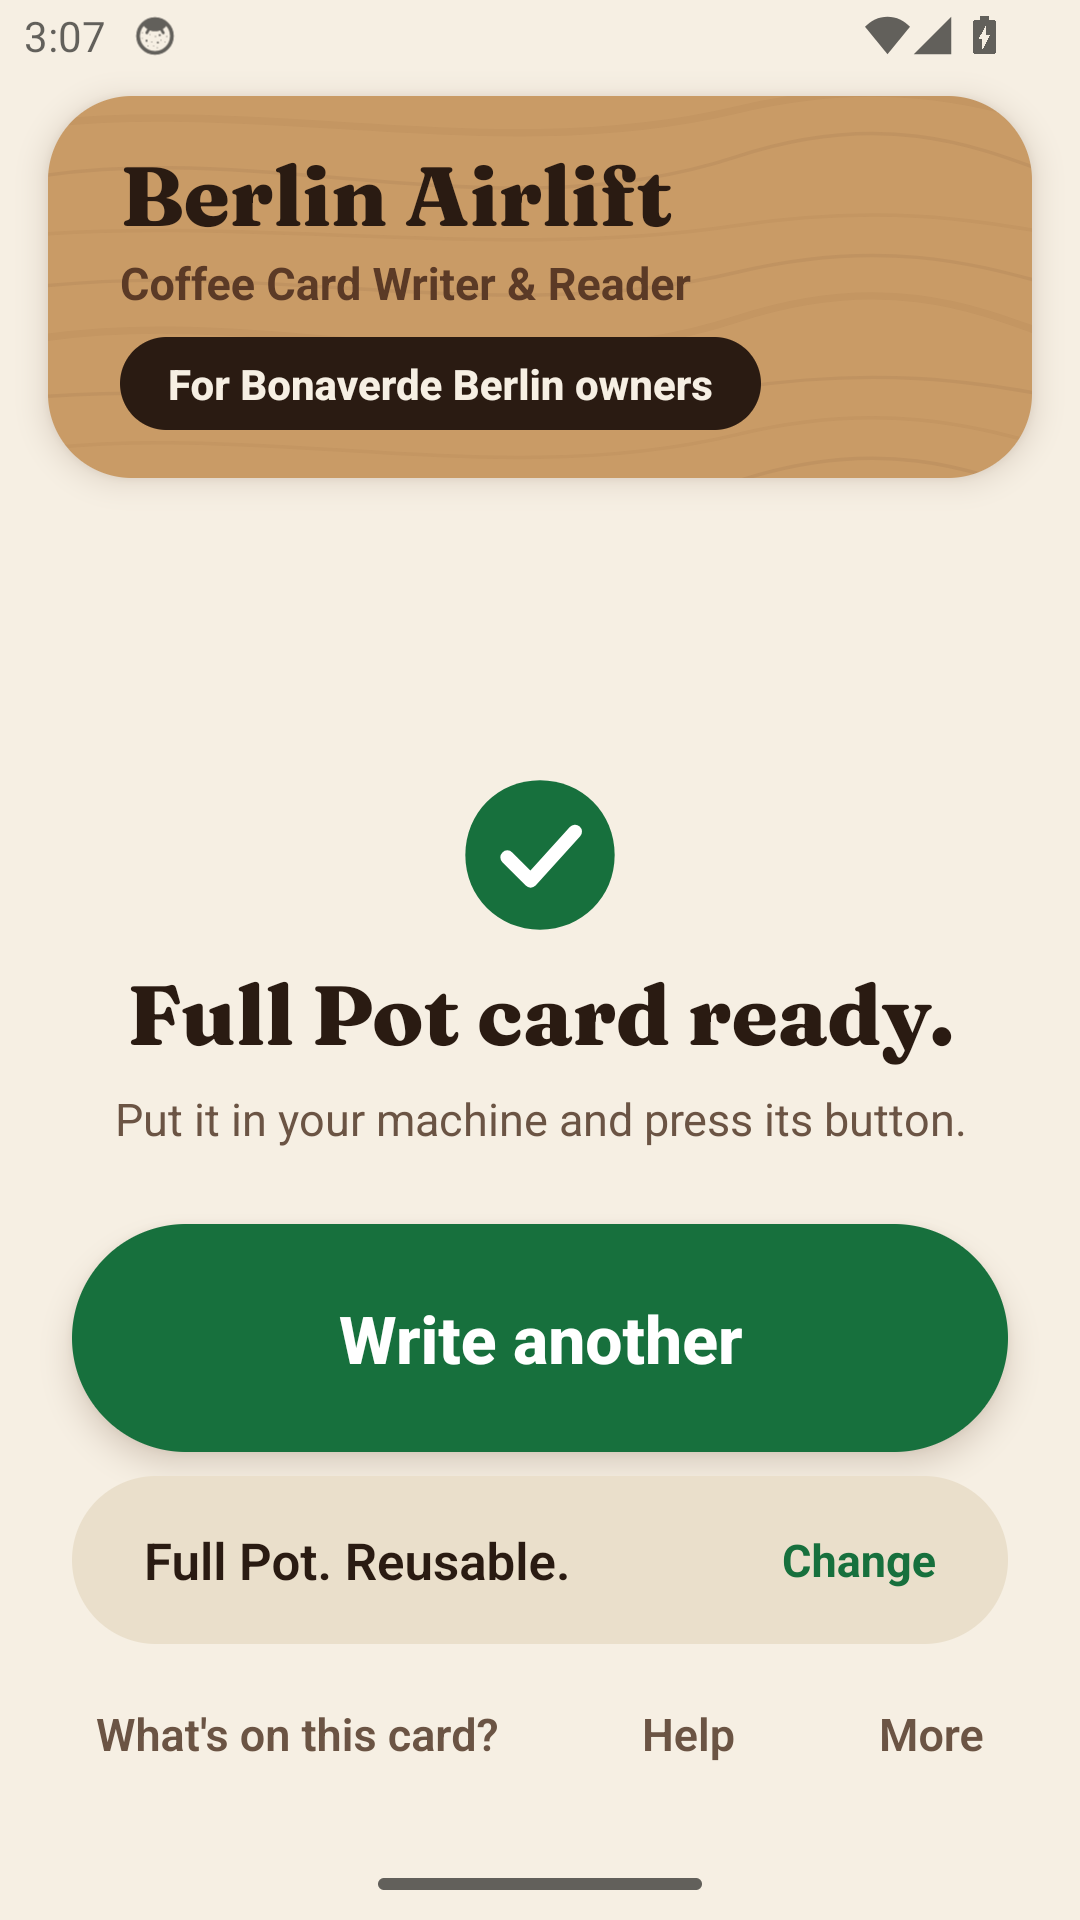 3:07
Berlin Airlift
Coffee Card Writer & Reader
For Bonaverde Berlin owners
Full Pot card ready.
Put it in your machine and press its button.
Write another
Full Pot. Reusable. Change
What's on this card? Help More